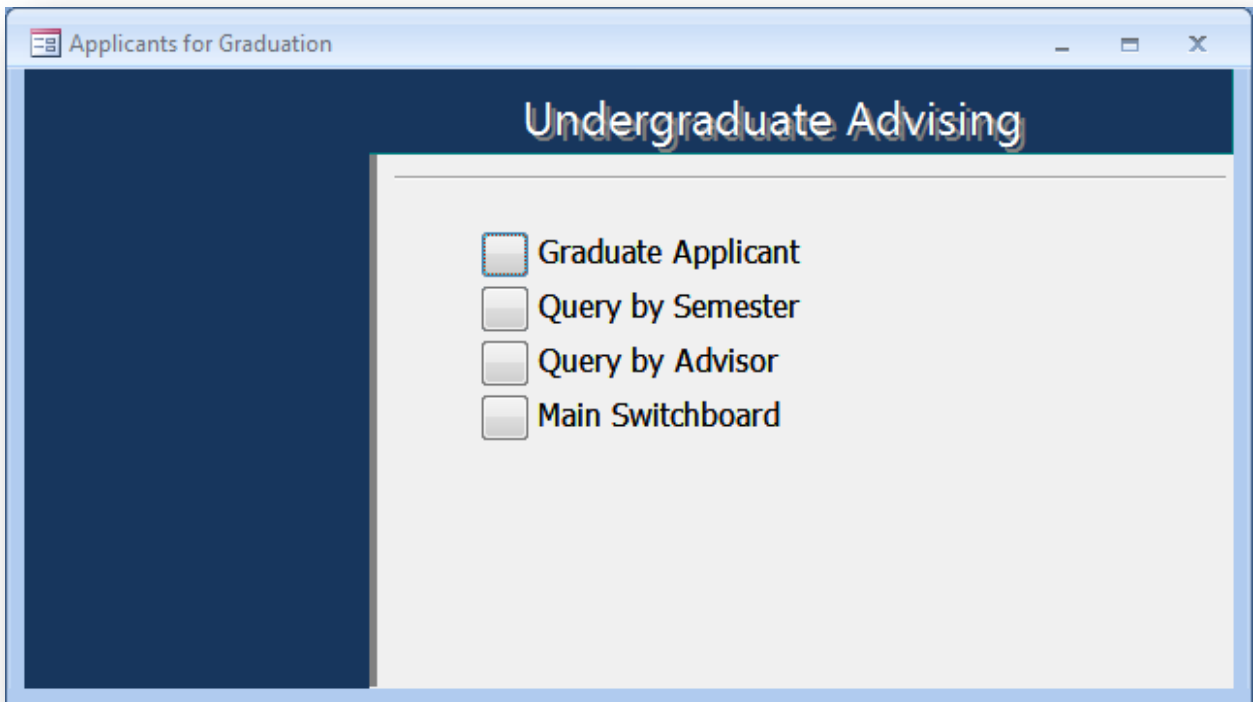 Applicants for Graduation
Undergraduate Advising
Graduate Applicant
Query by Semester
Query by Advisor
Main Switchboard